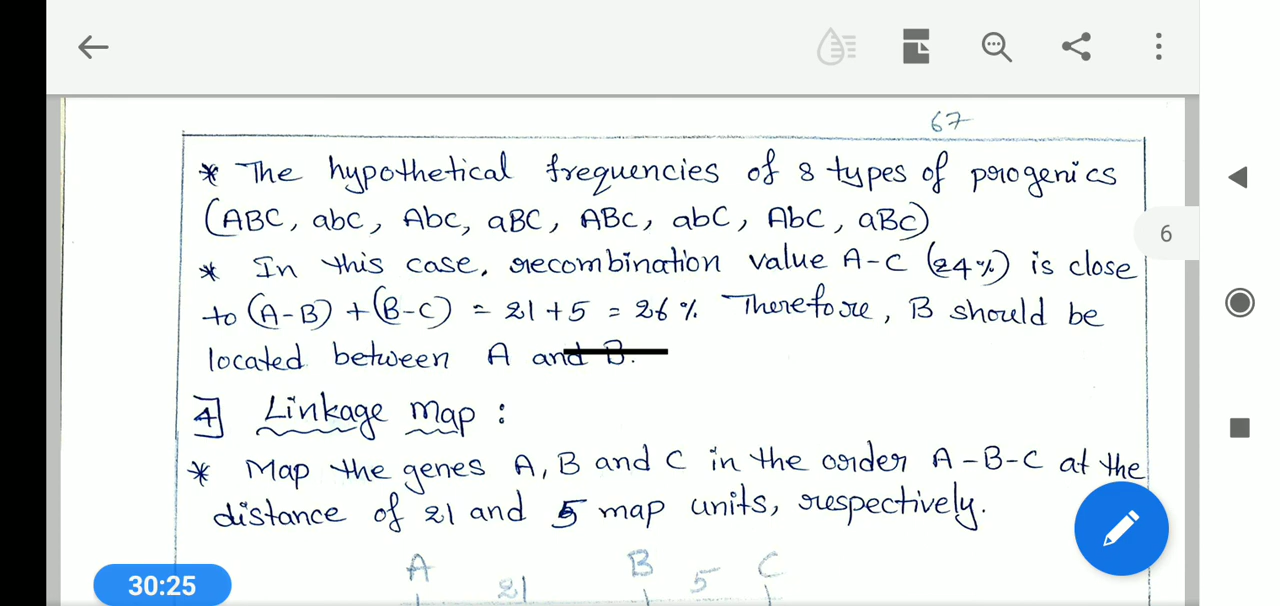 67
* The hypothetical frequencies of 8 types of progenics
(ABC, abc, Abc, aBC, ABc, abC, AbC, aBc)
* In this case, recombination value A-C (24%) is close
to (A-B) + (B-C) = 21 + 5 = 26 %. Therefore, B should be
located between A and B.
6
4] Linkage map :
* Map the genes A, B and C in the order A-B-C at the
distance of 21 and 5 map units, respectively.
A B C
21 5
30:25